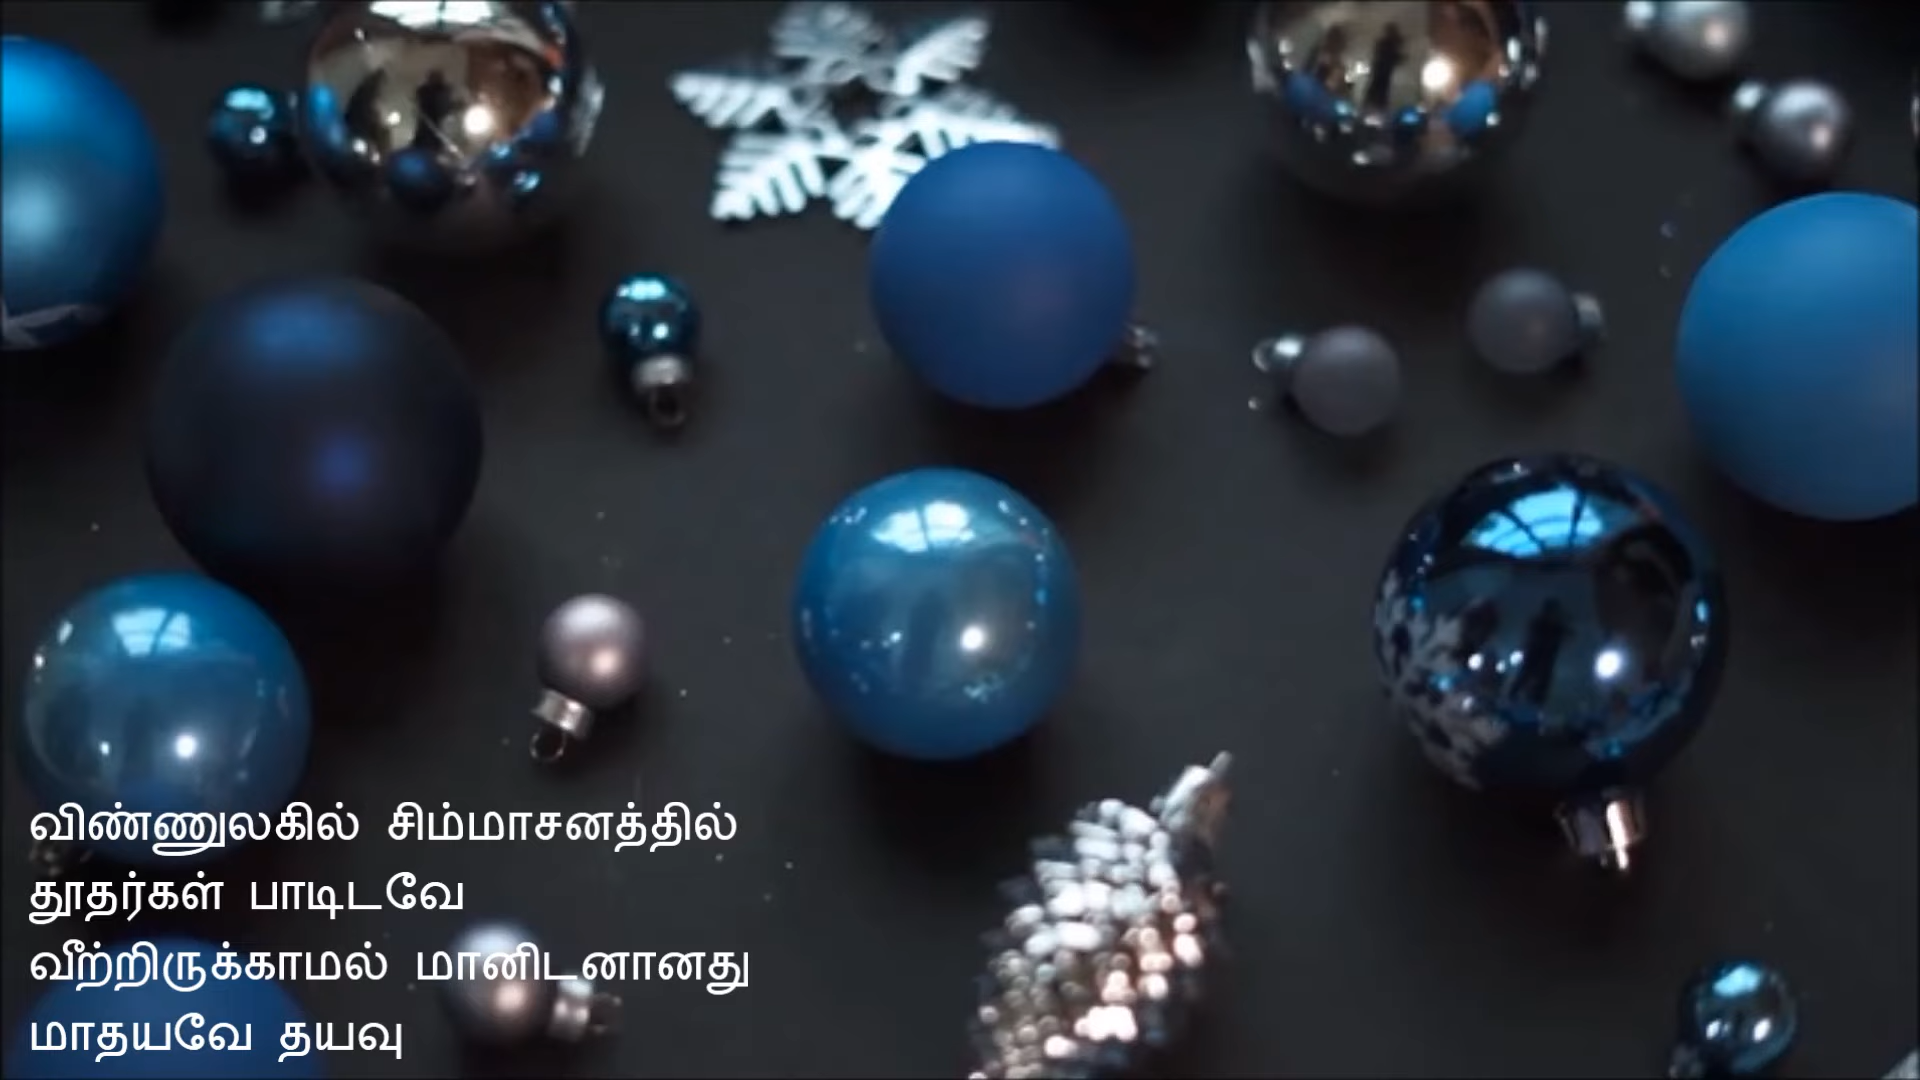 விண்ணுலகில் சிம்மாசனத்தில்
தூதர்கள் பாடிடவே
வீற்றிருக்காமல் மானிடனானது
மாதயவே தயவு